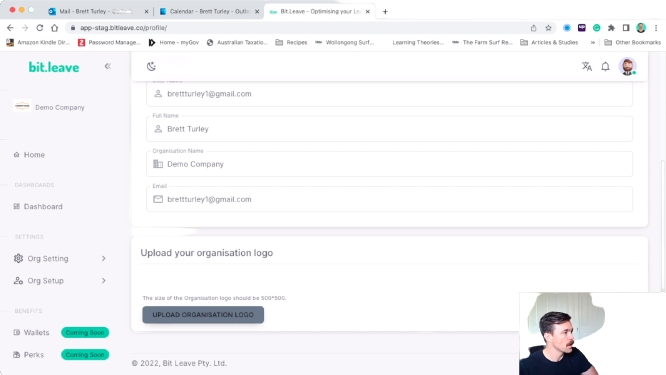 Mail - Brett Turley - Outlook
Calendar - Brett Turley - Outlo
Bit.Leave - Optimising your Le
app-stag.bitleave.co/profile/
Amazon Kindle Dir...
Password Manage...
Home - myGov
Australian Taxatio...
Recipes
Wollongong Surf...
Learning Theories...
The Farm Surf Re...
Articles & Studies
»
Other Bookmarks
bit.leave
Demo Company
Home
DASHBOARDS
Dashboard
SETTINGS
Org Setting
Org Setup
BENEFITS
Wallets
Coming Soon
Perks
Coming Soon
brettturley1@gmail.com
Full Name
Brett Turley
Organisation Name
Demo Company
Email
brettturley1@gmail.com
Upload your organisation logo
The size of the Organisation logo should be 500*500.
UPLOAD ORGANISATION LOGO
© 2022, Bit Leave Pty. Ltd.